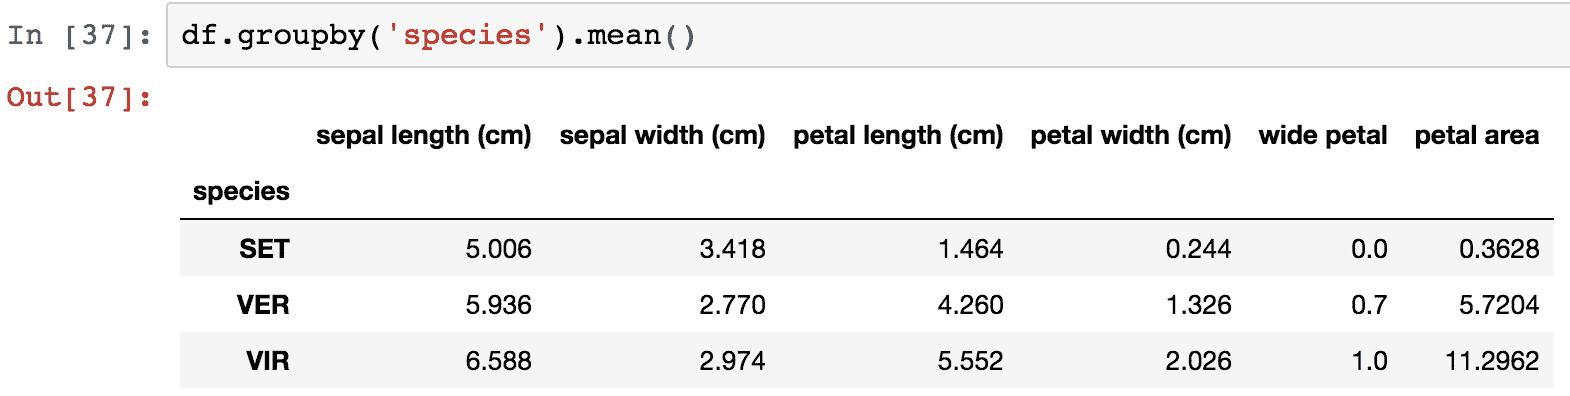 In [37]: df.groupby('species').mean()
Out[37]:
sepal length (cm) sepal width (cm) petal length (cm) petal width (cm) wide petal petal area
species
SET 5.006 3.418 1.464 0.244 0.0 0.3628
VER 5.936 2.770 4.260 1.326 0.7 5.7204
VIR 6.588 2.974 5.552 2.026 1.0 11.2962